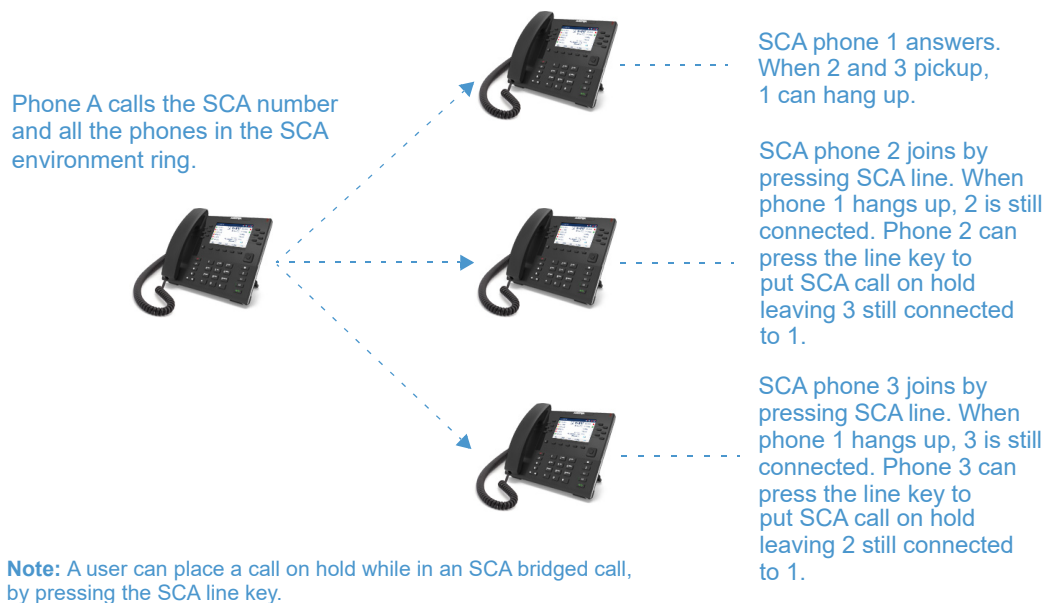 Phone A calls the SCA number
and all the phones in the SCA
environment ring.
SCA phone 1 answers.
When 2 and 3 pickup,
1 can hang up.
SCA phone 2 joins by
pressing SCA line. When
phone 1 hangs up, 2 is still
connected. Phone 2 can
press the line key to
put SCA call on hold
leaving 3 still connected
to 1.
SCA phone 3 joins by
pressing SCA line. When
phone 1 hangs up, 3 is still
connected. Phone 3 can
press the line key to
put SCA call on hold
leaving 2 still connected
to 1.
Note: A user can place a call on hold while in an SCA bridged call,
by pressing the SCA line key.